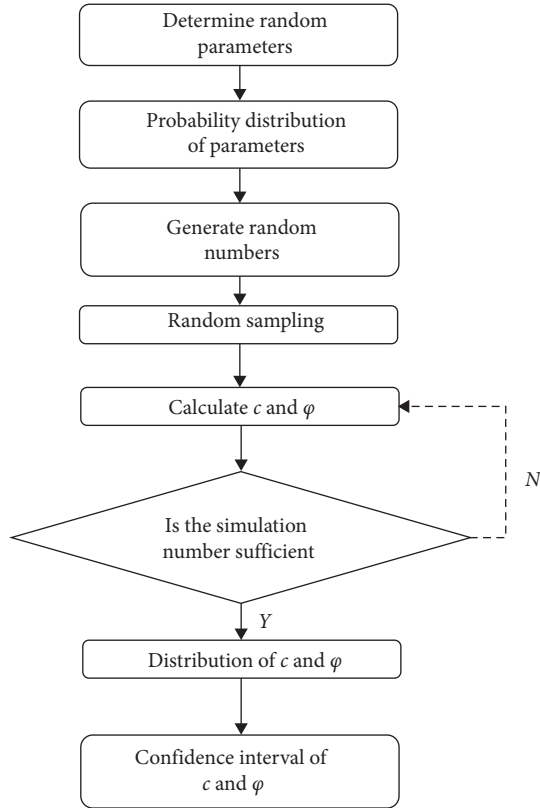 Determine random
parameters
Probability distribution
of parameters
Generate random
numbers
Random sampling
Calculate c and φ
N
Is the simulation
number sufficient
Y
Distribution of c and φ
Confidence interval of
c and φ